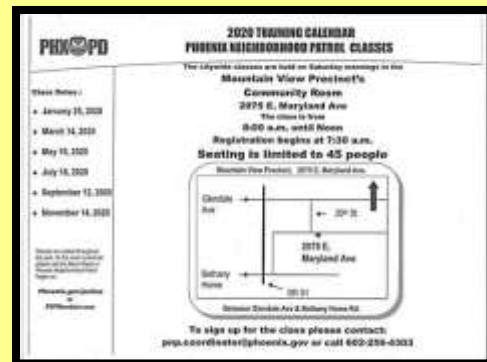 PHX PD
2020 TRAINING CALENDAR
PHOENIX NEIGHBORHOOD PATROL CLASSES
The citywide classes are held on Saturday mornings in the
Mountain View Precinct's
Community Room
2075 E. Maryland Ave
The class is from
8:00 a.m. until Noon
Registration begins at 7:30 a.m.
Seating is limited to 45 people
Class Dates:
January 25, 2020
March 14, 2020
May 16, 2020
July 18, 2020
September 12, 2020
November 14, 2020
Mountain View Precinct, 2075 E. Maryland Ave.
Glendale
Ave
20th St.
2075 E.
Maryland Ave
Bethany
Home
Between Glendale Ave & Bethany Home Rd.
To sign up for the class please contact:
pnp.coordinator@phoenix.gov or call 602-256-4303